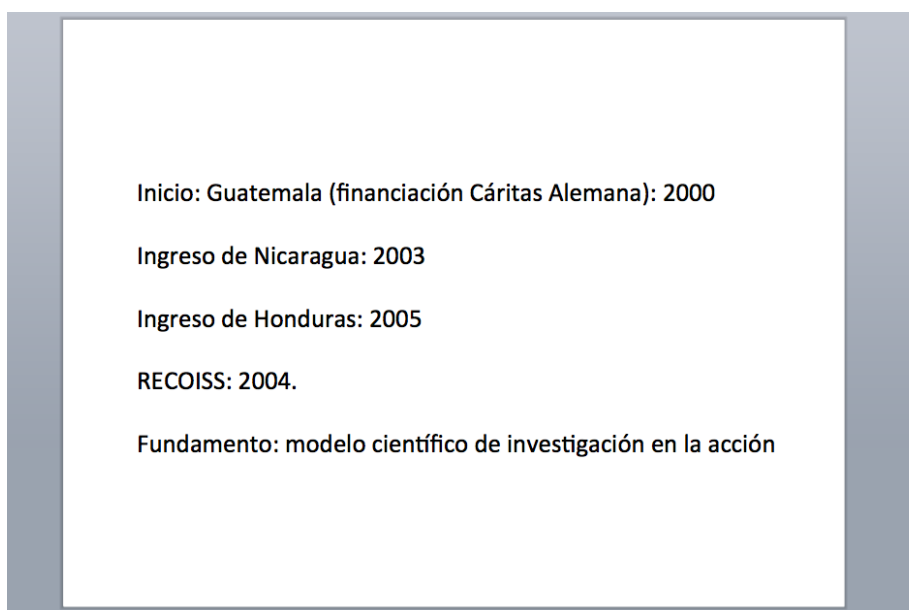 Inicio: Guatemala (financiación Cáritas Alemana): 2000
Ingreso de Nicaragua: 2003
Ingreso de Honduras: 2005
RECOISS: 2004.
Fundamento: modelo científico de investigación en la acción